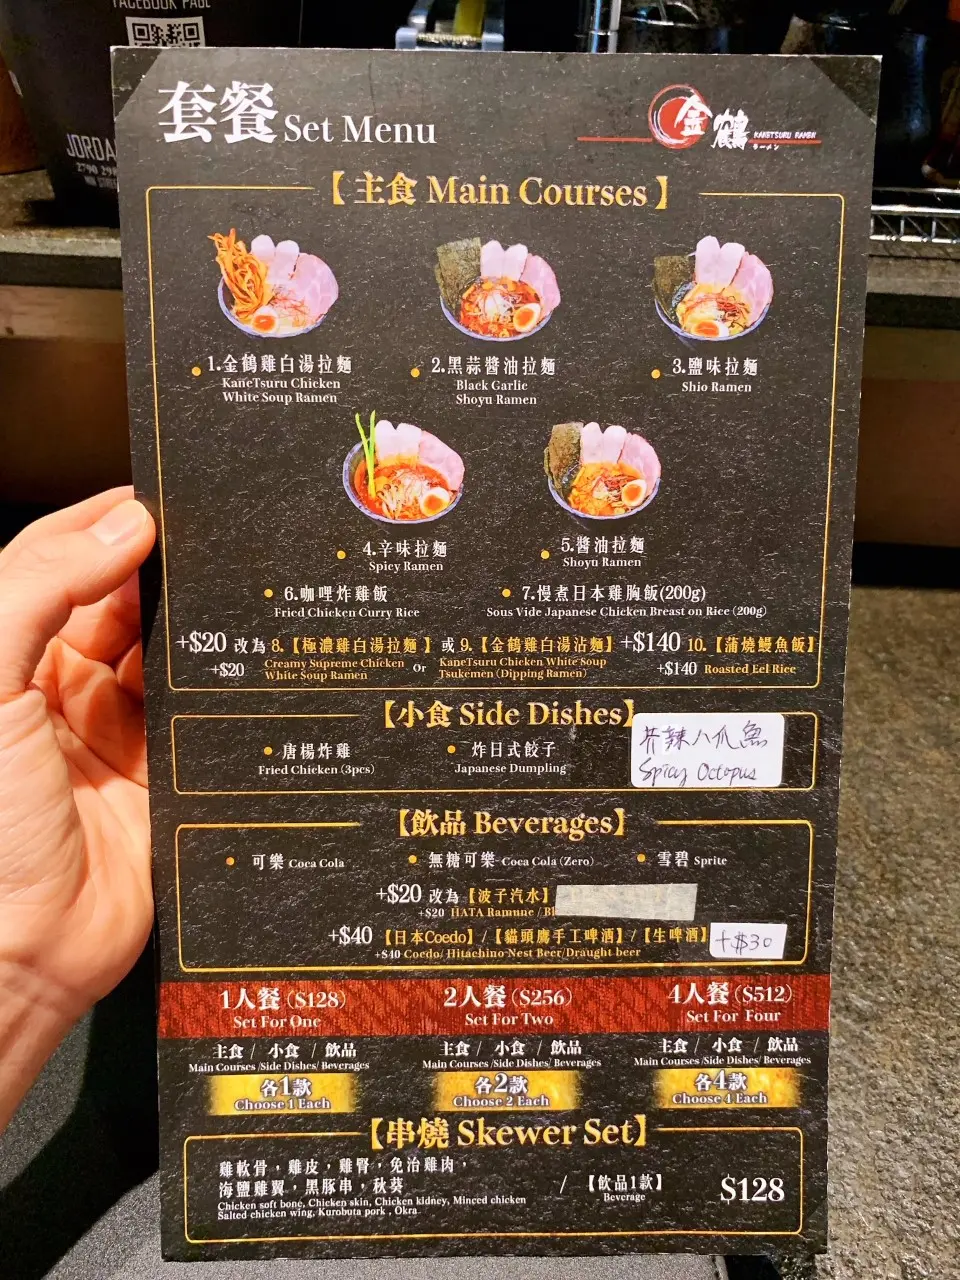 FACEBOOK PAGE
JORDA
套餐 Set Menu
金鶴
KANETSURU RAMEN
ラーメン
【主食 Main Courses】
1.金鶴雞白湯拉麵
KaneTsuru Chicken
White Soup Ramen
2.黑蒜醬油拉麵
Black Garlic
Shoyu Ramen
3.鹽味拉麵
Shio Ramen
4.辛味拉麵
Spicy Ramen
5.醬油拉麵
Shoyu Ramen
6.咖哩炸雞飯
Fried Chicken Curry Rice
7.慢煮日本雞胸飯(200g)
Sous Vide Japanese Chicken Breast on Rice (200g)
+$20 改為 8.【極濃雞白湯拉麵】或 9.【金鶴雞白湯沾麵】+$140 10.【蒲燒鰻魚飯】
+$20 Creamy Supreme Chicken White Soup Ramen Or KaneTsuru Chicken White Soup Tsukemen (Dipping Ramen) +$140 Roasted Eel Rice
【小食 Side Dishes】
唐楊炸雞
Fried Chicken (3pcs)
炸日式餃子
Japanese Dumpling
芥辣八爪魚
Spicy Octopus
【飲品 Beverages】
可樂 Coca Cola
無糖可樂 Coca Cola (Zero)
雪碧 Sprite
+$20 改為【波子汽水】
+$20 HATA Ramune / Bl
+$40【日本Coedo】/【貓頭鷹手工啤酒】/【生啤酒】
+$40 Coedo/ Hitachino Nest Beer/Draught beer
+$30
1人餐 ($128)
Set For One
2人餐 ($256)
Set For Two
4人餐 ($512)
Set For Four
主食 / 小食 / 飲品
Main Courses /Side Dishes/ Beverages
各1款
Choose 1 Each
主食 / 小食 / 飲品
Main Courses /Side Dishes/ Beverages
各2款
Choose 2 Each
主食 / 小食 / 飲品
Main Courses /Side Dishes/ Beverages
各4款
Choose 4 Each
【串燒 Skewer Set】
雞軟骨，雞皮，雞腎，免治雞肉，
海鹽雞翼，黑豚串，秋葵
Chicken soft bone, Chicken skin, Chicken kidney, Minced chicken
Salted chicken wing, Kurobuta pork , Okra
/【飲品1款】
Beverage
$128